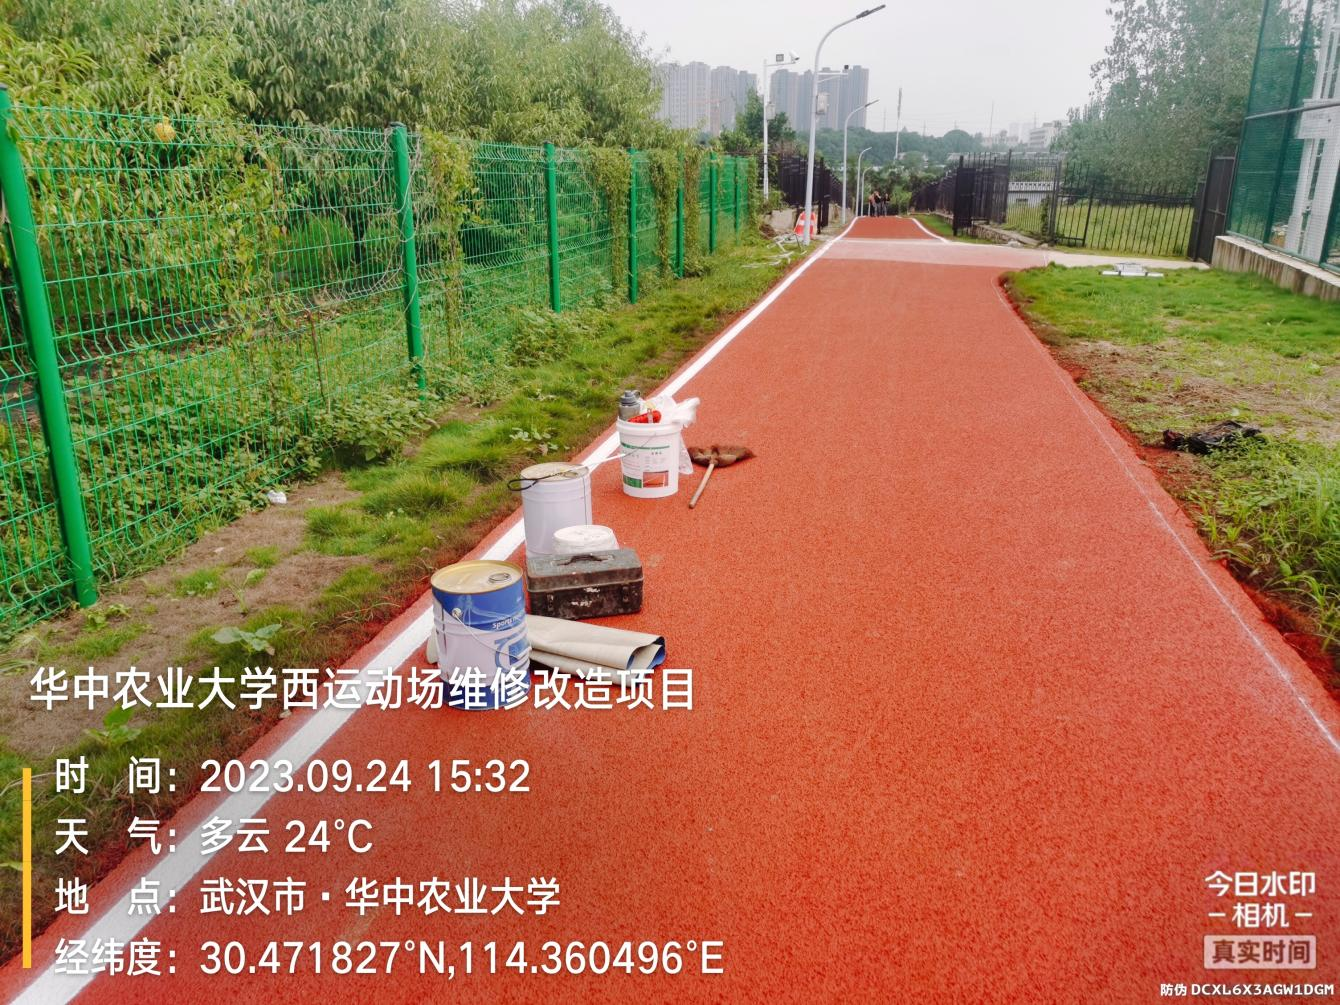 sports
华中农业大学西运动场维修改造项目
时 间：2023.09.24 15:32
天 气：多云 24℃
地 点：武汉市·华中农业大学
经纬度：30.471827°N,114.360496°E
今日水印
-相机-
真实时间
防伪 DCXL6X3AGW1DGM